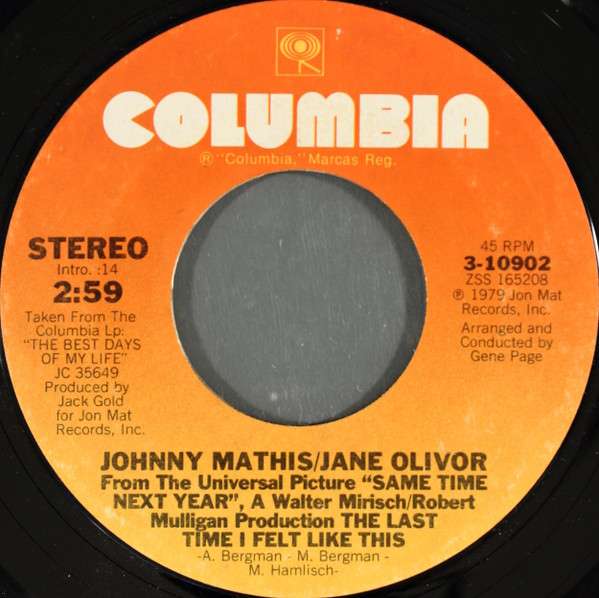 COLUMBIA
® "Columbia," Marcas Reg.
STEREO
Intro. :14
2:59
Taken From The
Columbia Lp:
"THE BEST DAYS
OF MY LIFE"
JC 35649
Produced by
Jack Gold
for Jon Mat
Records, Inc.
45 RPM
3-10902
ZSS 165208
℗ 1979 Jon Mat
Records, Inc.
Arranged and
Conducted by
Gene Page
JOHNNY MATHIS/JANE OLIVOR
From The Universal Picture "SAME TIME
NEXT YEAR", A Walter Mirisch/Robert
Mulligan Production THE LAST
TIME I FELT LIKE THIS
-A. Bergman - M. Bergman -
M. Hamlisch-